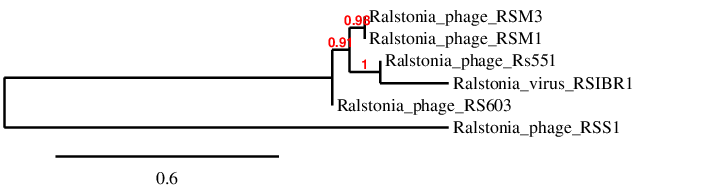 0.98 Ralstonia_phage_RSM3
0.91 Ralstonia_phage_RSM1
1 Ralstonia_phage_Rs551
Ralstonia_virus_RSIBR1
Ralstonia_phage_RS603
Ralstonia_phage_RSS1
0.6